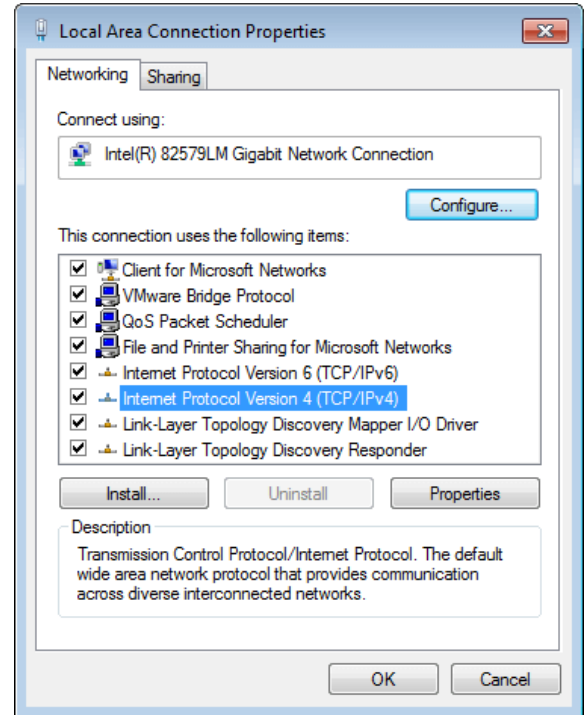 Local Area Connection Properties
Networking
Sharing
Connect using:
Intel(R) 82579LM Gigabit Network Connection
Configure...
This connection uses the following items:
Client for Microsoft Networks
VMware Bridge Protocol
QoS Packet Scheduler
File and Printer Sharing for Microsoft Networks
Internet Protocol Version 6 (TCP/IPv6)
Internet Protocol Version 4 (TCP/IPv4)
Link-Layer Topology Discovery Mapper I/O Driver
Link-Layer Topology Discovery Responder
Install...
Uninstall
Properties
Description
Transmission Control Protocol/Internet Protocol. The default
wide area network protocol that provides communication
across diverse interconnected networks.
OK
Cancel